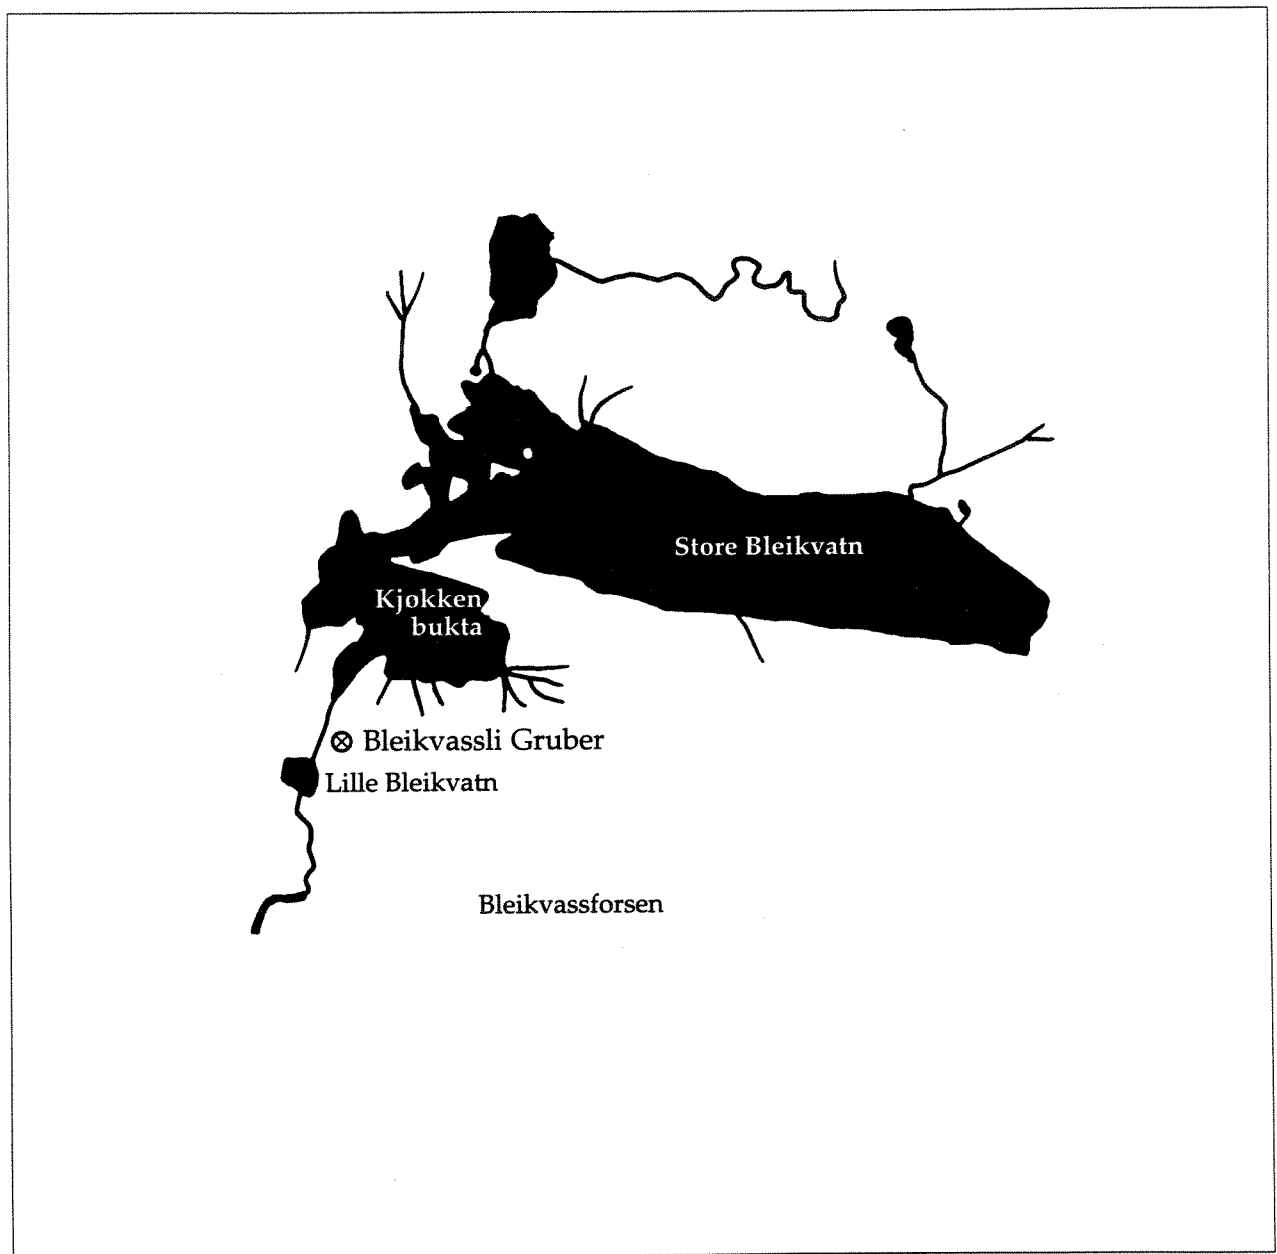 Store Bleikvatn
Kjøkken
bukta
Bleikvassli Gruber
Lille Bleikvatn
Bleikvassforsen